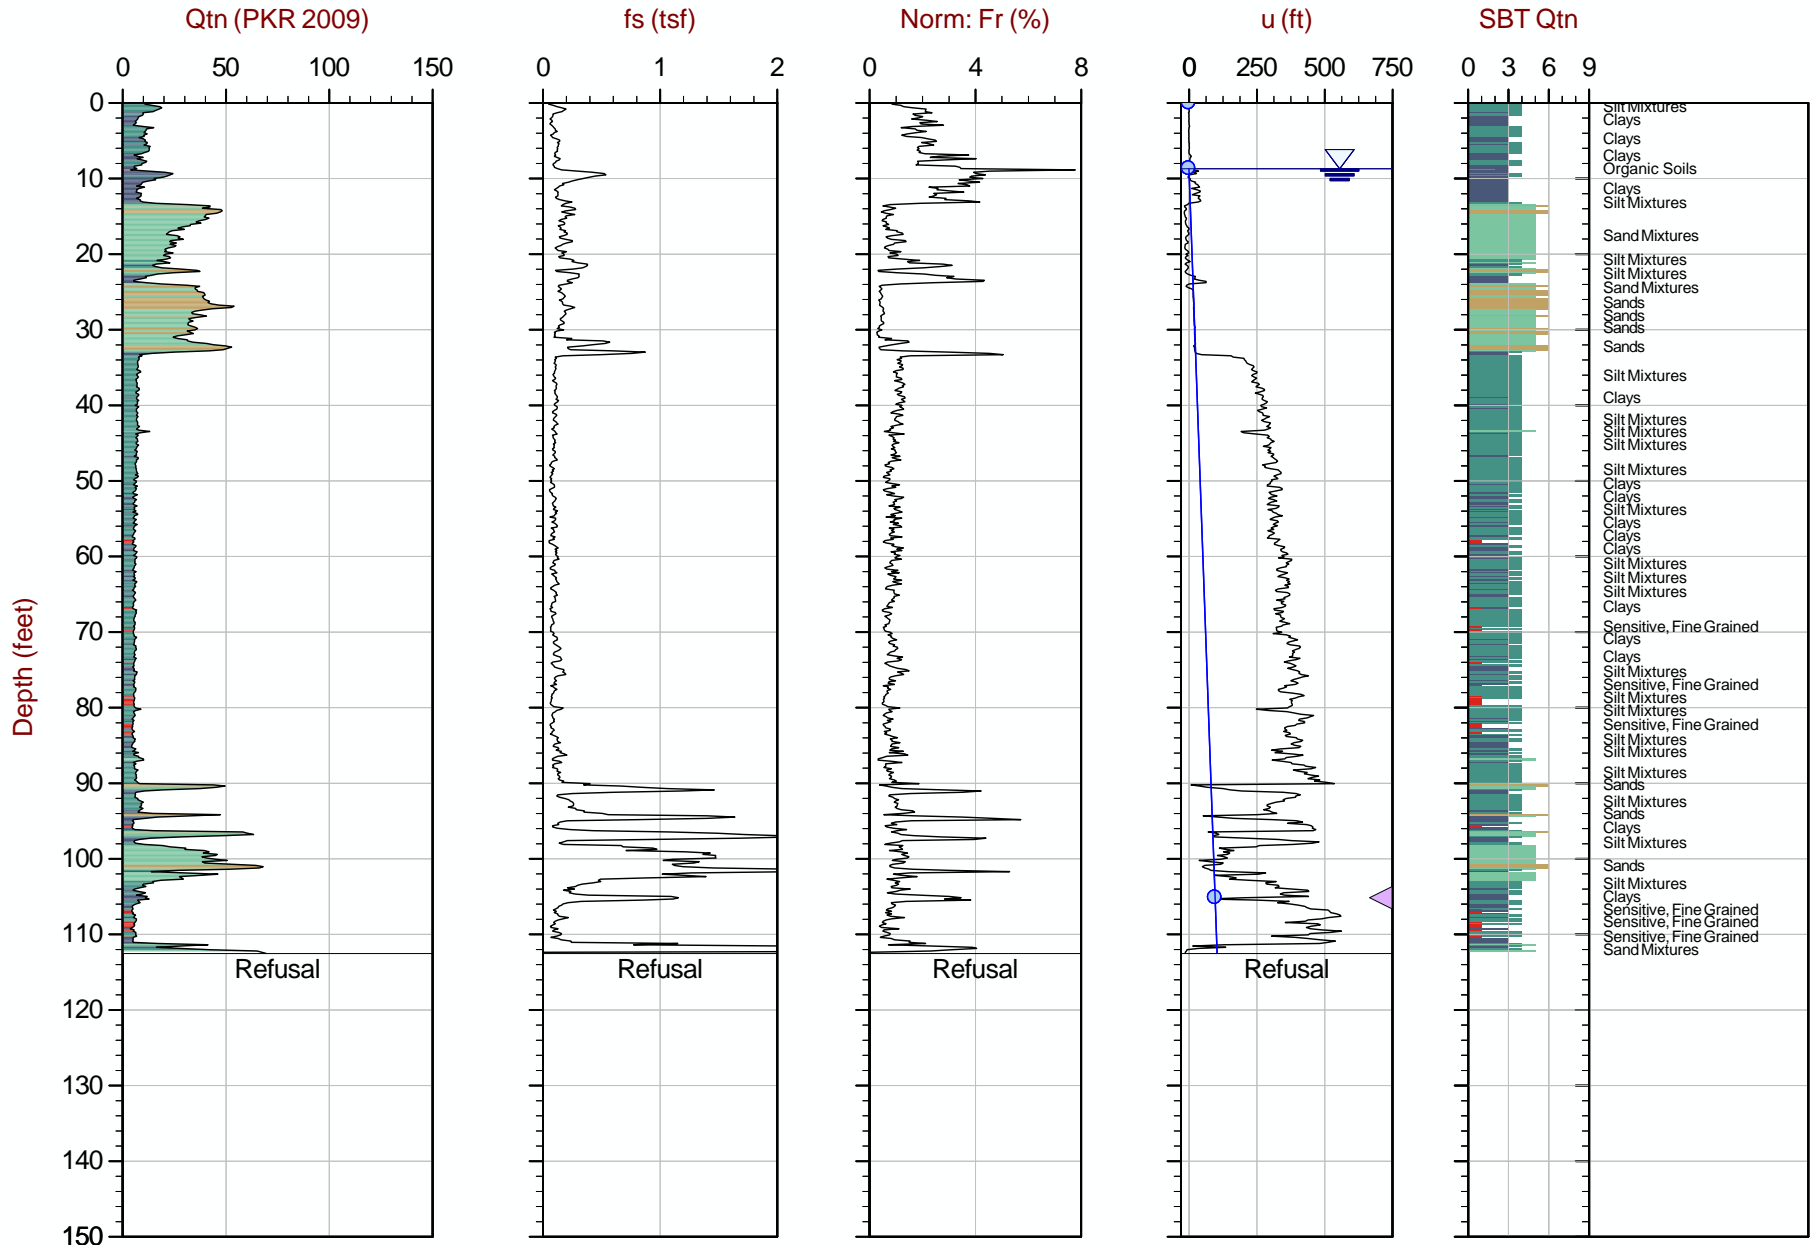 Qtn (PKR 2009)
fs (tsf)
Norm: Fr (%)
u (ft)
SBT Qtn
0 50 100 150
0 1 2
0 4 8
0 250 500 750
0 3 6 9
Depth (feet)
0
10
20
30
40
50
60
70
80
90
100
110
120
130
140
150
Refusal
Refusal
Refusal
Refusal
Silt Mixtures
Clays
Clays
Clays
Organic Soils
Clays
Silt Mixtures
Sand Mixtures
Silt Mixtures
Silt Mixtures
Sand Mixtures
Sands
Sands
Sands
Sands
Silt Mixtures
Clays
Silt Mixtures
Silt Mixtures
Silt Mixtures
Silt Mixtures
Clays
Clays
Silt Mixtures
Clays
Clays
Clays
Silt Mixtures
Silt Mixtures
Silt Mixtures
Clays
Sensitive, Fine Grained
Clays
Clays
Silt Mixtures
Sensitive, Fine Grained
Silt Mixtures
Silt Mixtures
Sensitive, Fine Grained
Silt Mixtures
Silt Mixtures
Silt Mixtures
Sands
Silt Mixtures
Sands
Clays
Silt Mixtures
Sands
Silt Mixtures
Clays
Sensitive, Fine Grained
Sensitive, Fine Grained
Sensitive, Fine Grained
Sand Mixtures